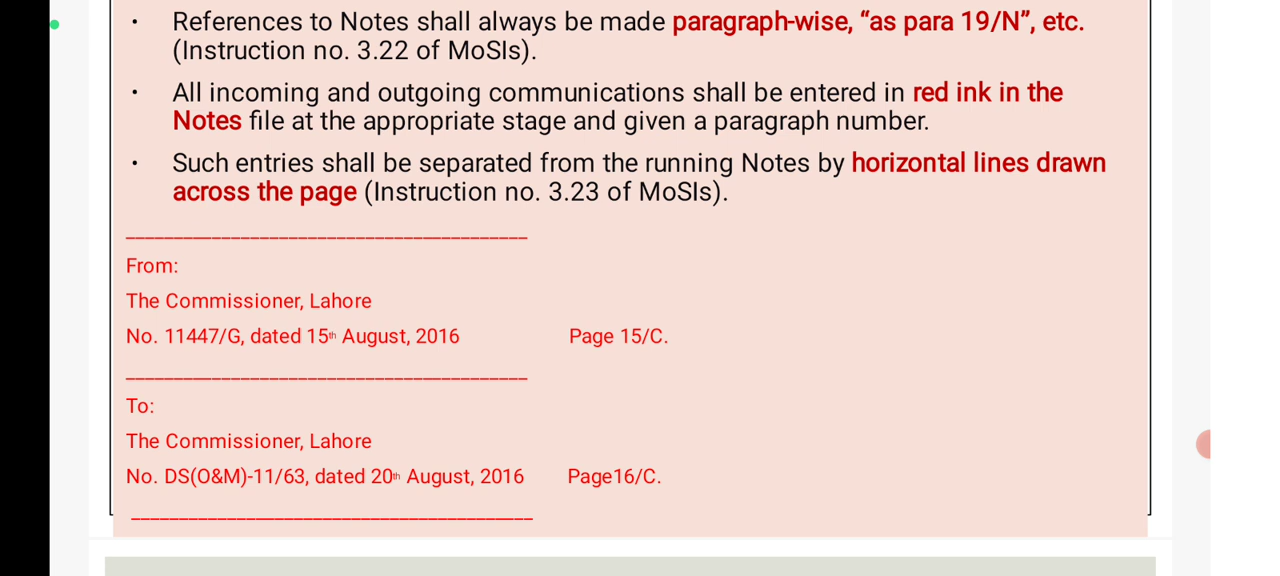 • References to Notes shall always be made paragraph-wise, “as para 19/N”, etc.
(Instruction no. 3.22 of MoSIs).
• All incoming and outgoing communications shall be entered in red ink in the
Notes file at the appropriate stage and given a paragraph number.
• Such entries shall be separated from the running Notes by horizontal lines drawn
across the page (Instruction no. 3.23 of MoSIs).
__________________________________________
From:
The Commissioner, Lahore
No. 11447/G, dated 15th August, 2016 Page 15/C.
__________________________________________
To:
The Commissioner, Lahore
No. DS(O&M)-11/63, dated 20th August, 2016 Page16/C.
__________________________________________